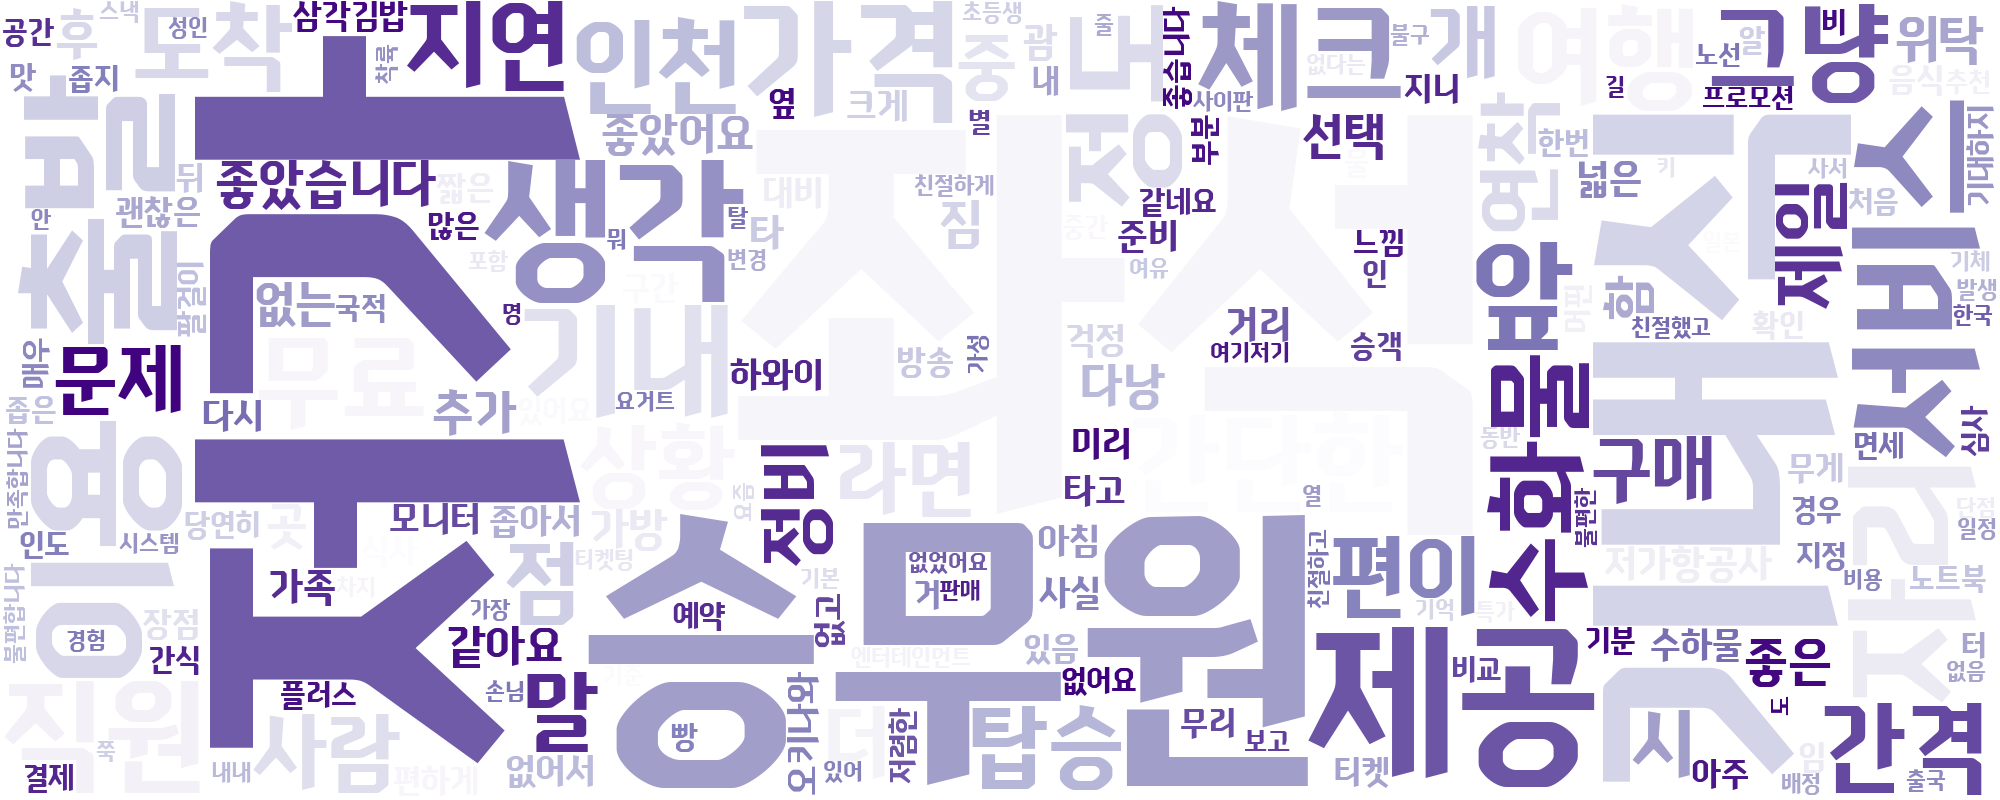 공간
후
스낵
도착
성인
삼각김밥
착륙
지연
인천
가격
초등생
중
괌
줄
내
보
좋습니다
체크
불구
없다는
개
지니
여행
그냥
비
노선
알
길
프로모션
위탁
음식
추천
맛
좁지
출발
뒤
안
괜찮은
팔걸이
저가
좋았습니다
짧은
많은
생각
좋았어요
옆
크게
대비
타
탈
뭐
변경
포함
구간
명
친절하게
짐
별
정
중간
여유
준비
같네요
사이판
부분
선택
느낌
인
연착
한번
넓은
키
사서
제일
처음
기대하지
서비스
기체
발생
한국
심사
없는
국적
무료
기내
좌석
방송
가성
걱정
다낭
거리
여기저기
승객
앞
함
친절했고
확인
기내식
매우
문제
좁은
다시
추가
있어요
요거트
하와이
미리
간단한
동반
수화물
구매
면세
무게
단점
일정
경우
지정
자리
만족합니다
이용
인도
시스템
당연히
곳
모니터
좁아서
상황
가방
요즘
정비
라면
타고
열
불편한
저가항공사
비용
노트북
불편합니다
경험
장점
간식
가족
차지
가장
점
티켓팅
기본
없었어요
거
판매
아침
사실
친절하고
편이
기억
특가
기분
수하물
좋은
터
없음
직원
쭉
결제
내내
사람
플러스
편하게
손님
같아요
말
없어서
승무원
예약
빵
없고
오키나와
있어
더
저렴한
엔터테인먼트
탑승
있음
없어요
무리
보고
티켓
제공
비교
시
아주
도
임
배정
간격
출국